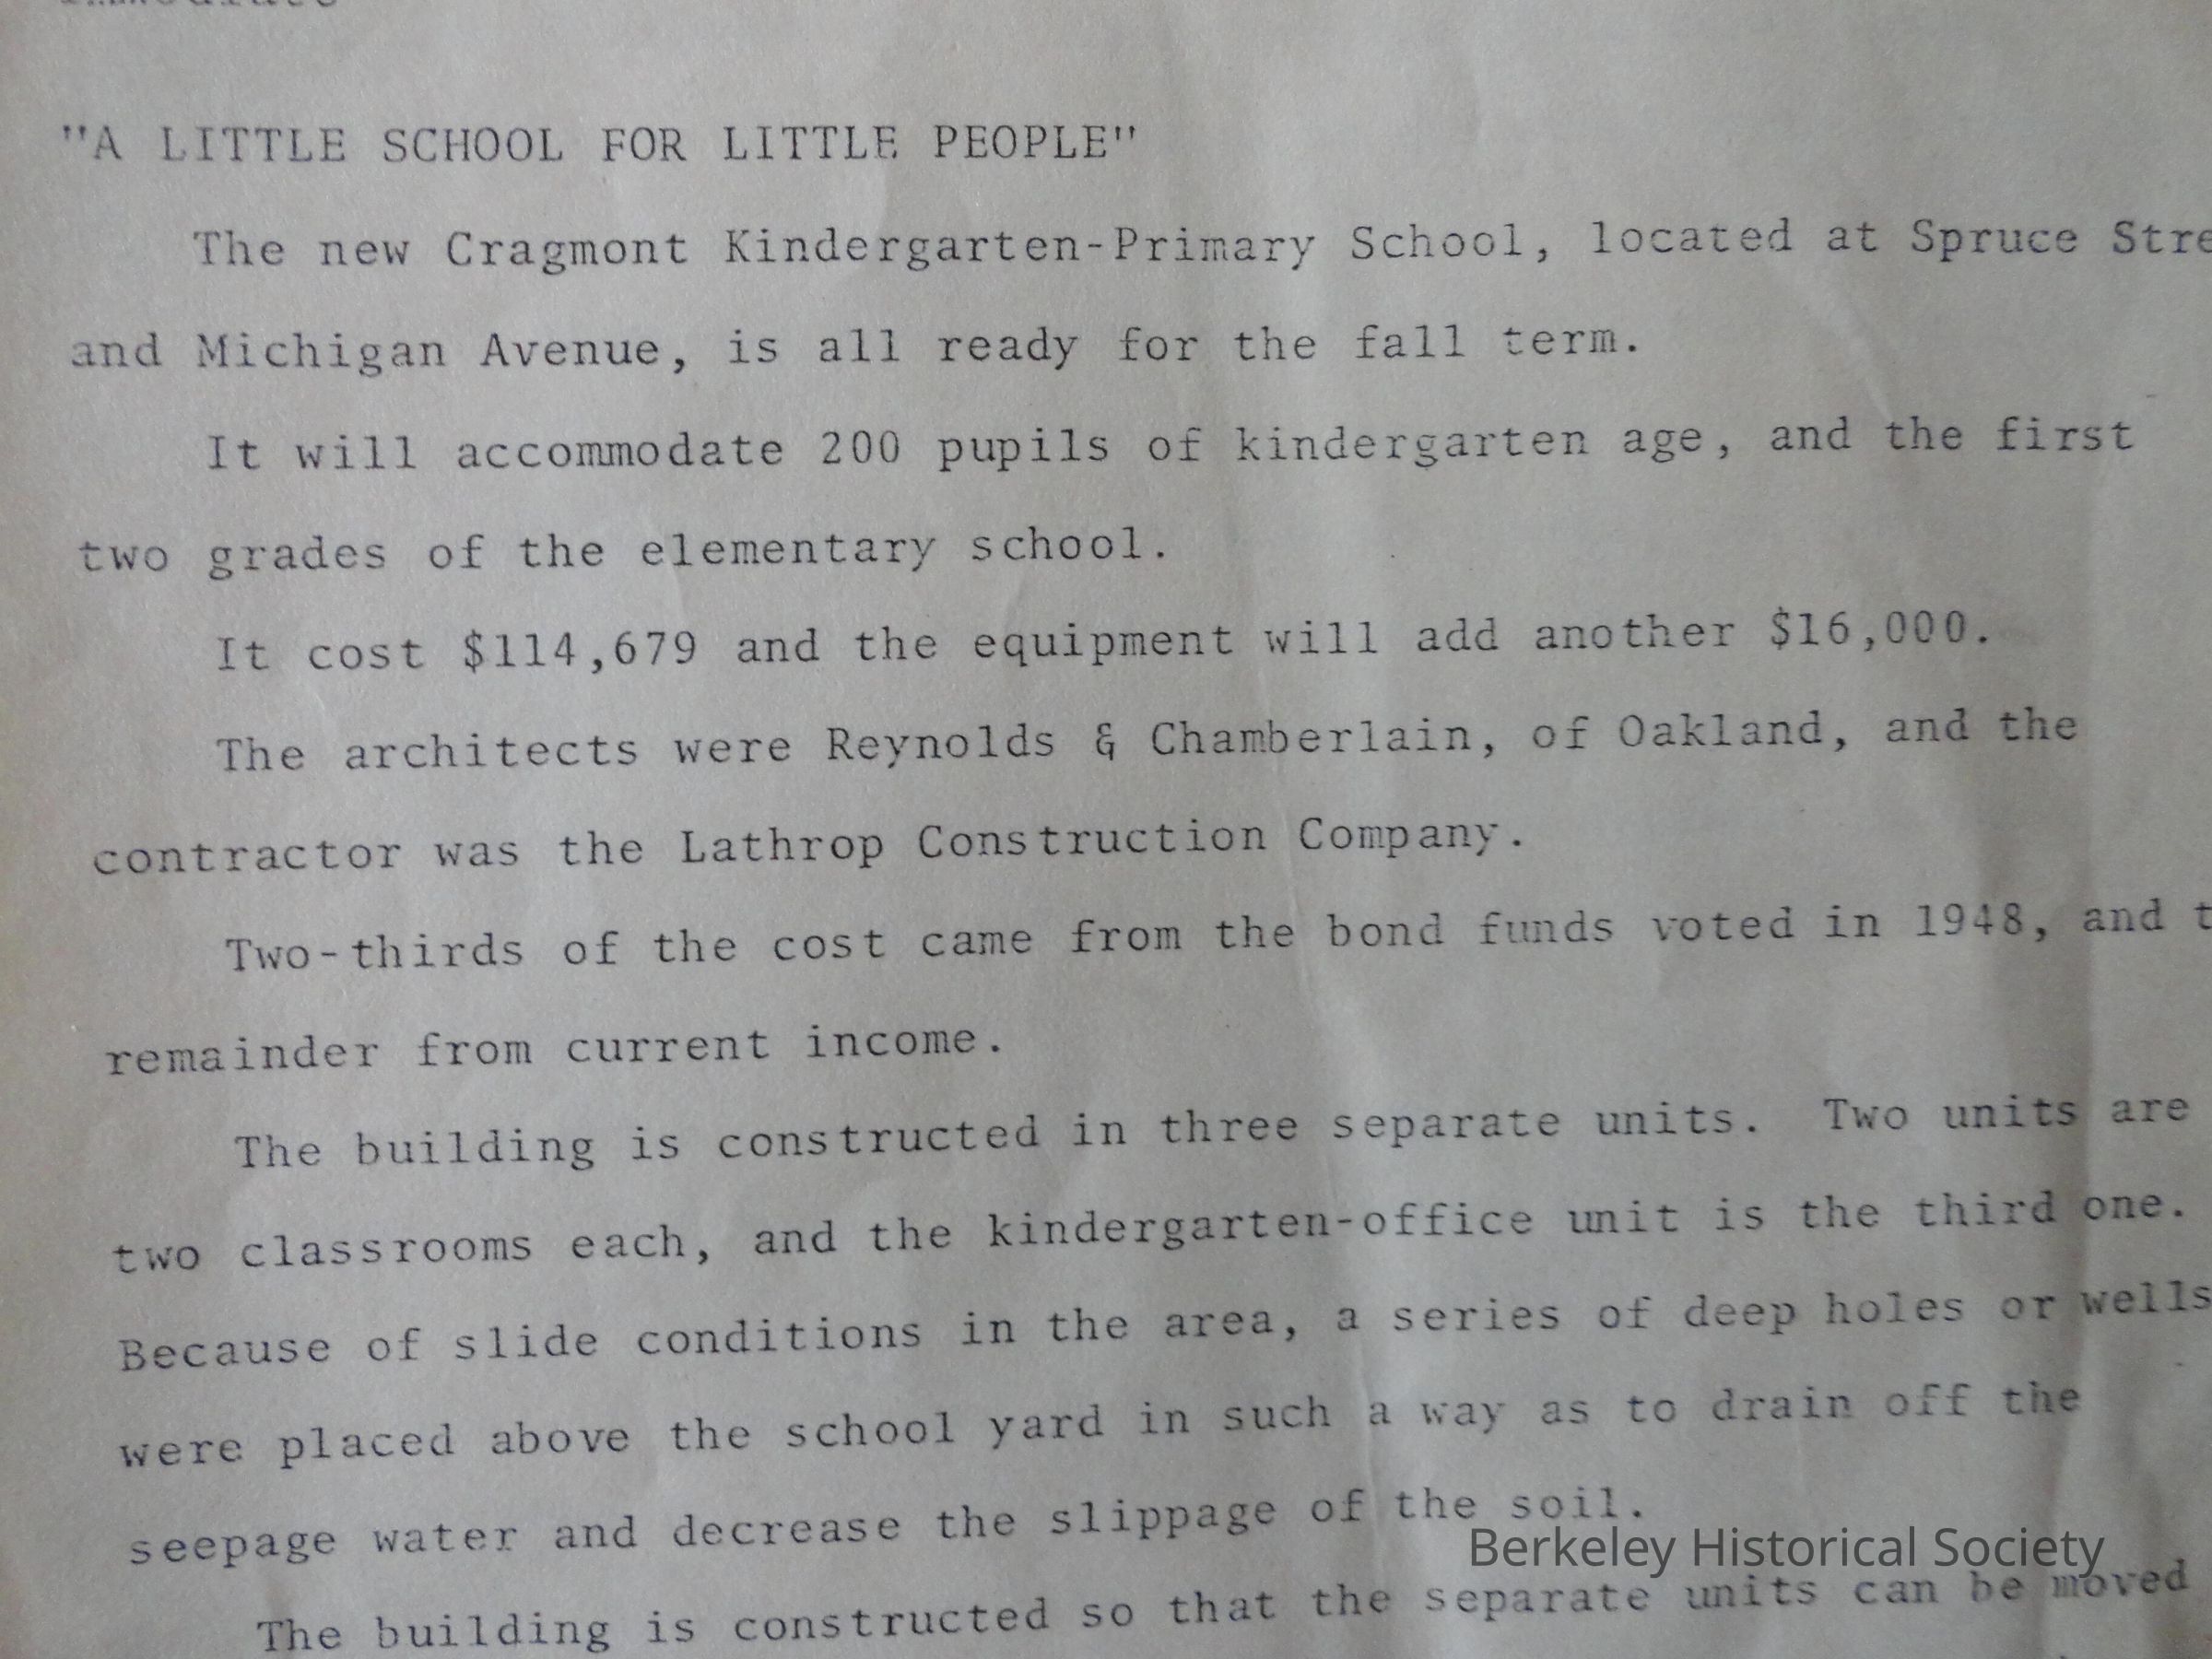 "A LITTLE SCHOOL FOR LITTLE PEOPLE"
The new Cragmont Kindergarten-Primary School, located at Spruce Stre
and Michigan Avenue, is all ready for the fall term.
It will accommodate 200 pupils of kindergarten age, and the first
two grades of the elementary school.
It cost $114,679 and the equipment will add another $16,000.
The architects were Reynolds & Chamberlain, of Oakland, and the
contractor was the Lathrop Construction Company.
Two-thirds of the cost came from the bond funds voted in 1948, and t
remainder from current income.
The building is constructed in three separate units.  Two units are
two classrooms each, and the kindergarten-office unit is the third one.
Because of slide conditions in the area, a series of deep holes or wells
were placed above the school yard in such a way as to drain off the
seepage water and decrease the slippage of the soil.
Berkeley Historical Society
The building is constructed so that the separate units can be moved